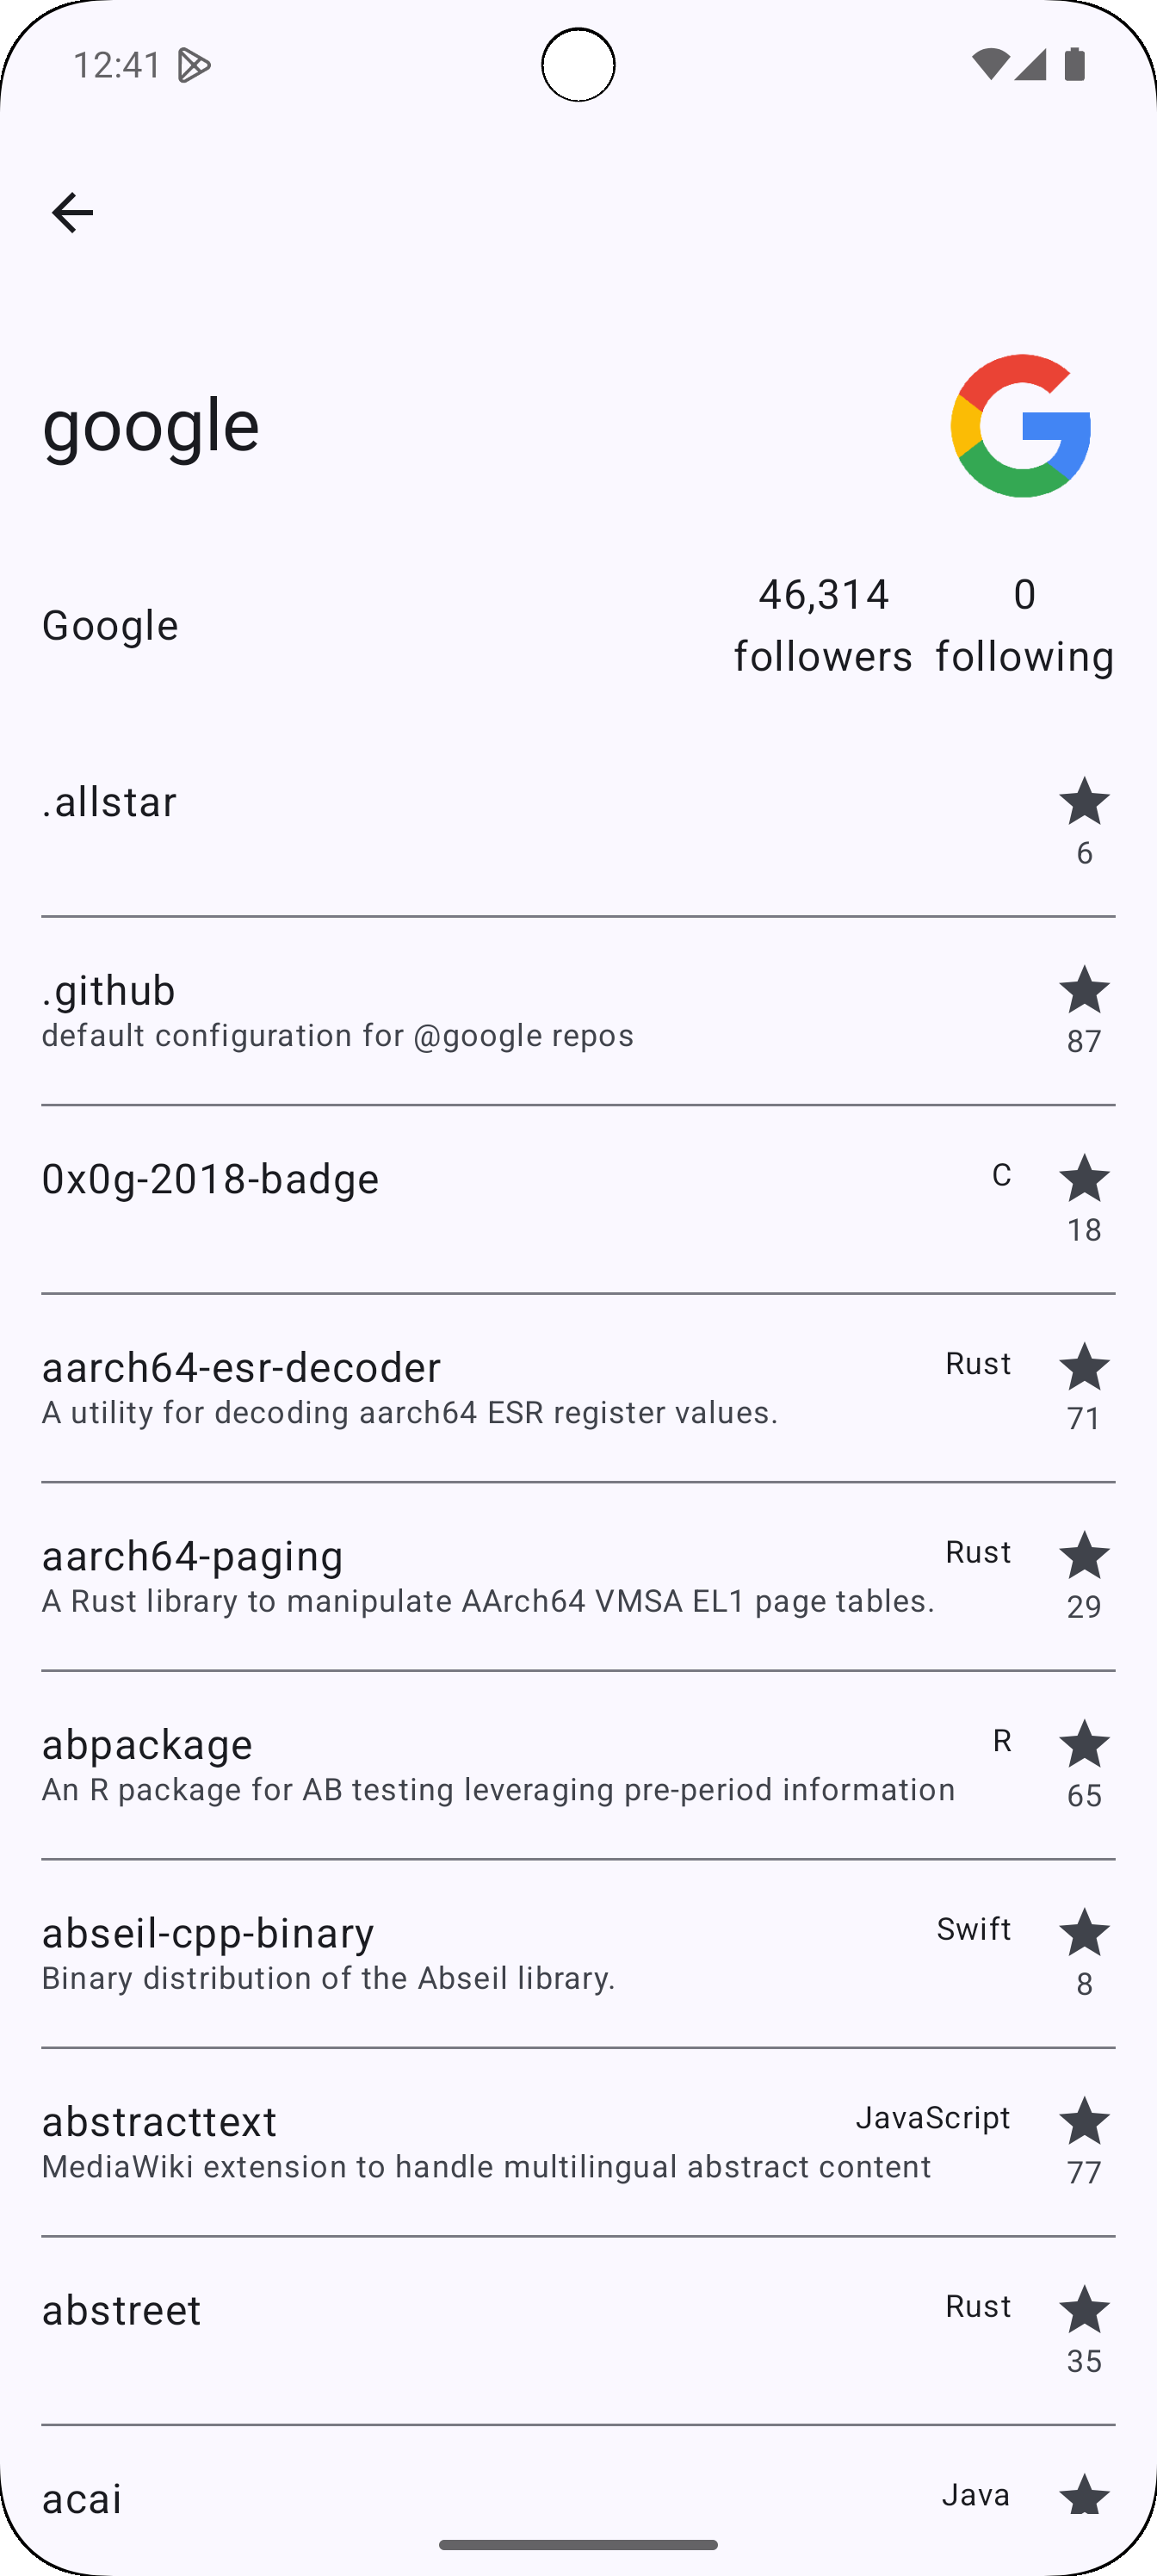 12:41
google
Google
46,314
followers
0
following
.allstar
6
.github
default configuration for @google repos
87
0x0g-2018-badge
C
18
aarch64-esr-decoder
Rust
A utility for decoding aarch64 ESR register values.
71
aarch64-paging
Rust
A Rust library to manipulate AArch64 VMSA EL1 page tables.
29
abpackage
R
An R package for AB testing leveraging pre-period information
65
abseil-cpp-binary
Swift
Binary distribution of the Abseil library.
8
abstracttext
JavaScript
MediaWiki extension to handle multilingual abstract content
77
abstreet
Rust
35
acai
Java